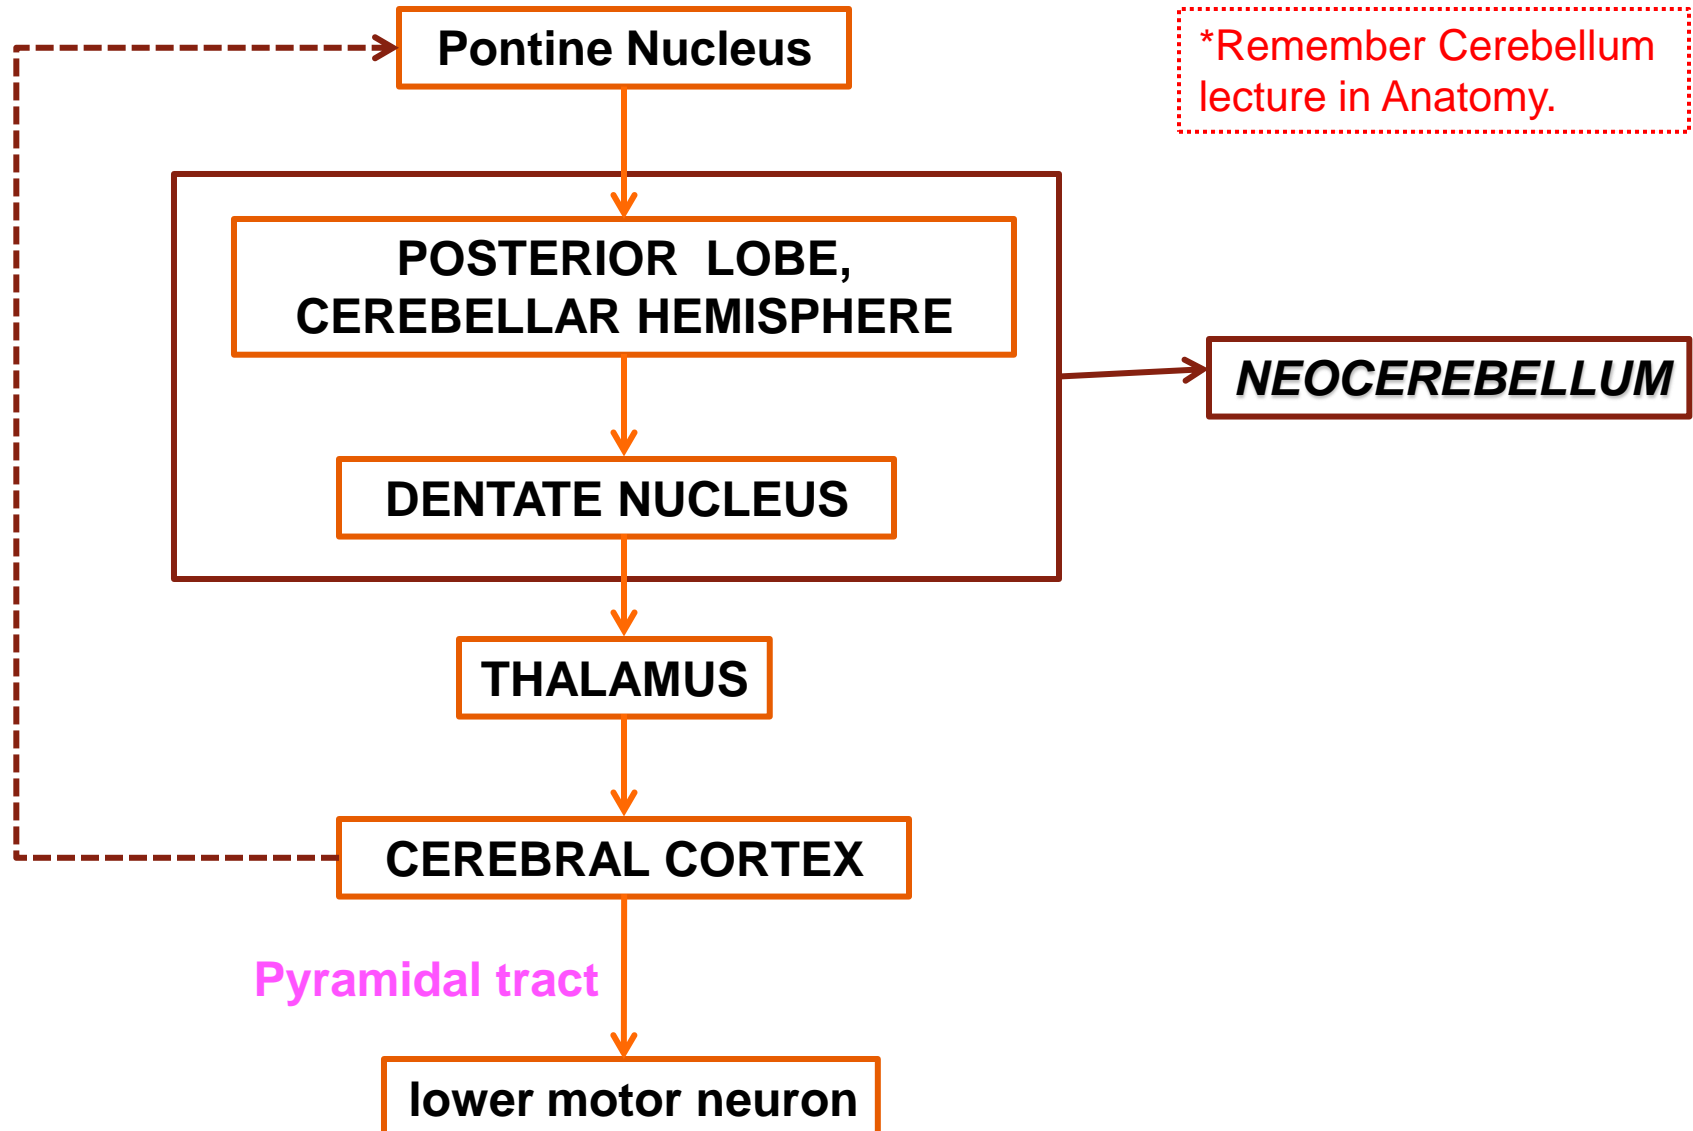 Pontine Nucleus
*Remember Cerebellum
lecture in Anatomy.
POSTERIOR LOBE,
CEREBELLAR HEMISPHERE
NEOCEREBELLUM
DENTATE NUCLEUS
THALAMUS
CEREBRAL CORTEX
Pyramidal tract
lower motor neuron